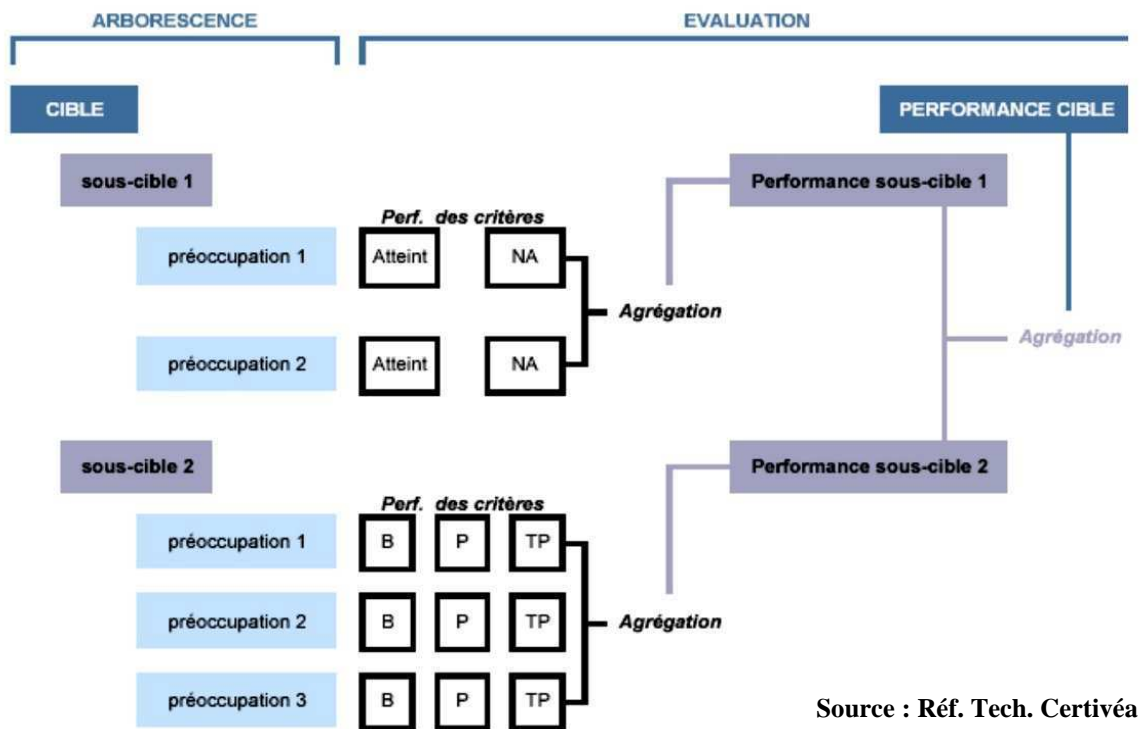 ARBORESCENCE EVALUATION
CIBLE PERFORMANCE CIBLE
sous-cible 1 Performance sous-cible 1
Perf. des critères
préoccupation 1 Atteint NA
Agrégation
Agrégation
préoccupation 2 Atteint NA
sous-cible 2 Performance sous-cible 2
Perf. des critères
préoccupation 1 B P TP
préoccupation 2 B P TP Agrégation
préoccupation 3 B P TP
Source : Réf. Tech. Certivéa